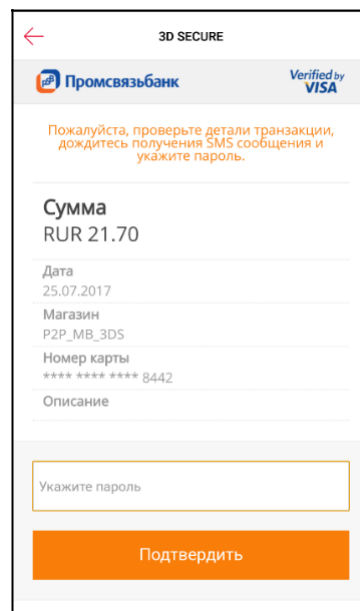 3D SECURE
Промсвязьбанк
Verified by
VISA
Пожалуйста, проверьте детали транзакции,
дождитесь получения SMS сообщения и
укажите пароль.
Сумма
RUR 21.70
Дата
25.07.2017
Магазин
P2P_MB_3DS
Номер карты
**** **** **** 8442
Описание
Укажите пароль
Подтвердить